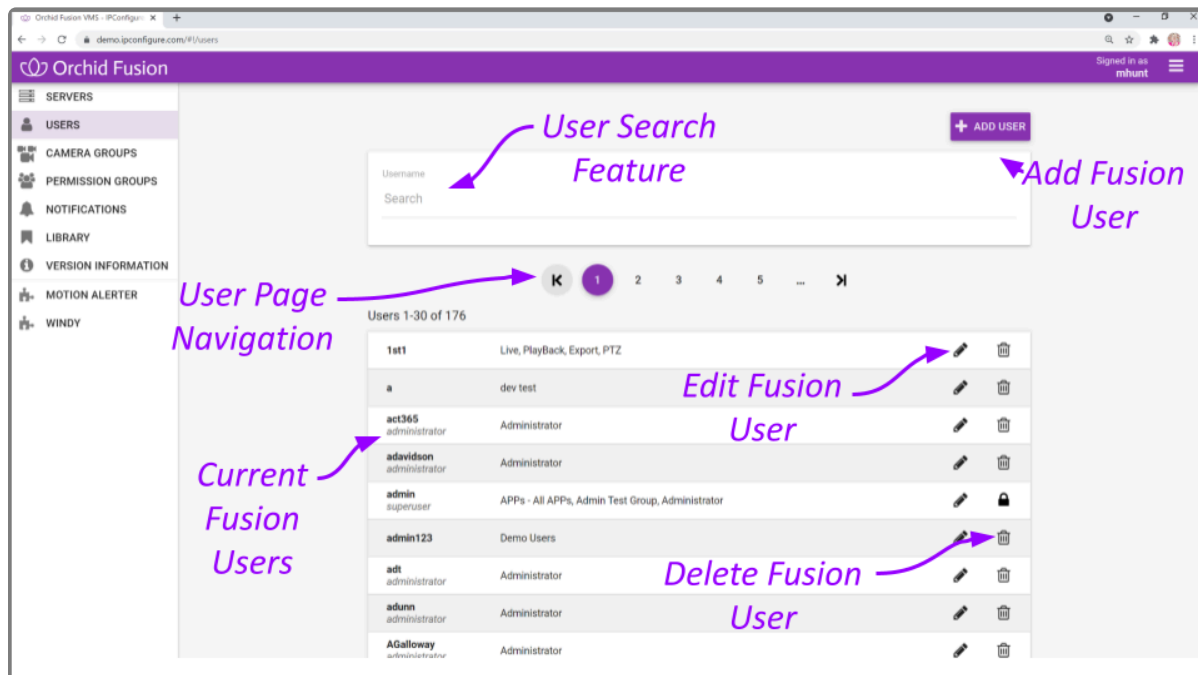 Orchid Fusion VMS - IPConfigur
demo.ipconfigure.com/#!/users
Orchid Fusion
Signed in as
mhunt
SERVERS
USERS
CAMERA GROUPS
PERMISSION GROUPS
NOTIFICATIONS
LIBRARY
VERSION INFORMATION
MOTION ALERTER
WINDY
User Search
Feature
ADD USER
Add Fusion
User
Username
Search
User Page
Navigation
1 2 3 4 5 ...
Users 1-30 of 176
1st1 Live, PlayBack, Export, PTZ
a dev test
Edit Fusion
User
act365 Administrator
administrator
adavidson Administrator
administrator
Current
Fusion
Users
admin APPs - All APPs, Admin Test Group, Administrator
superuser
admin123 Demo Users
Delete Fusion
User
adt Administrator
administrator
adunn Administrator
administrator
AGalloway Administrator
administrator